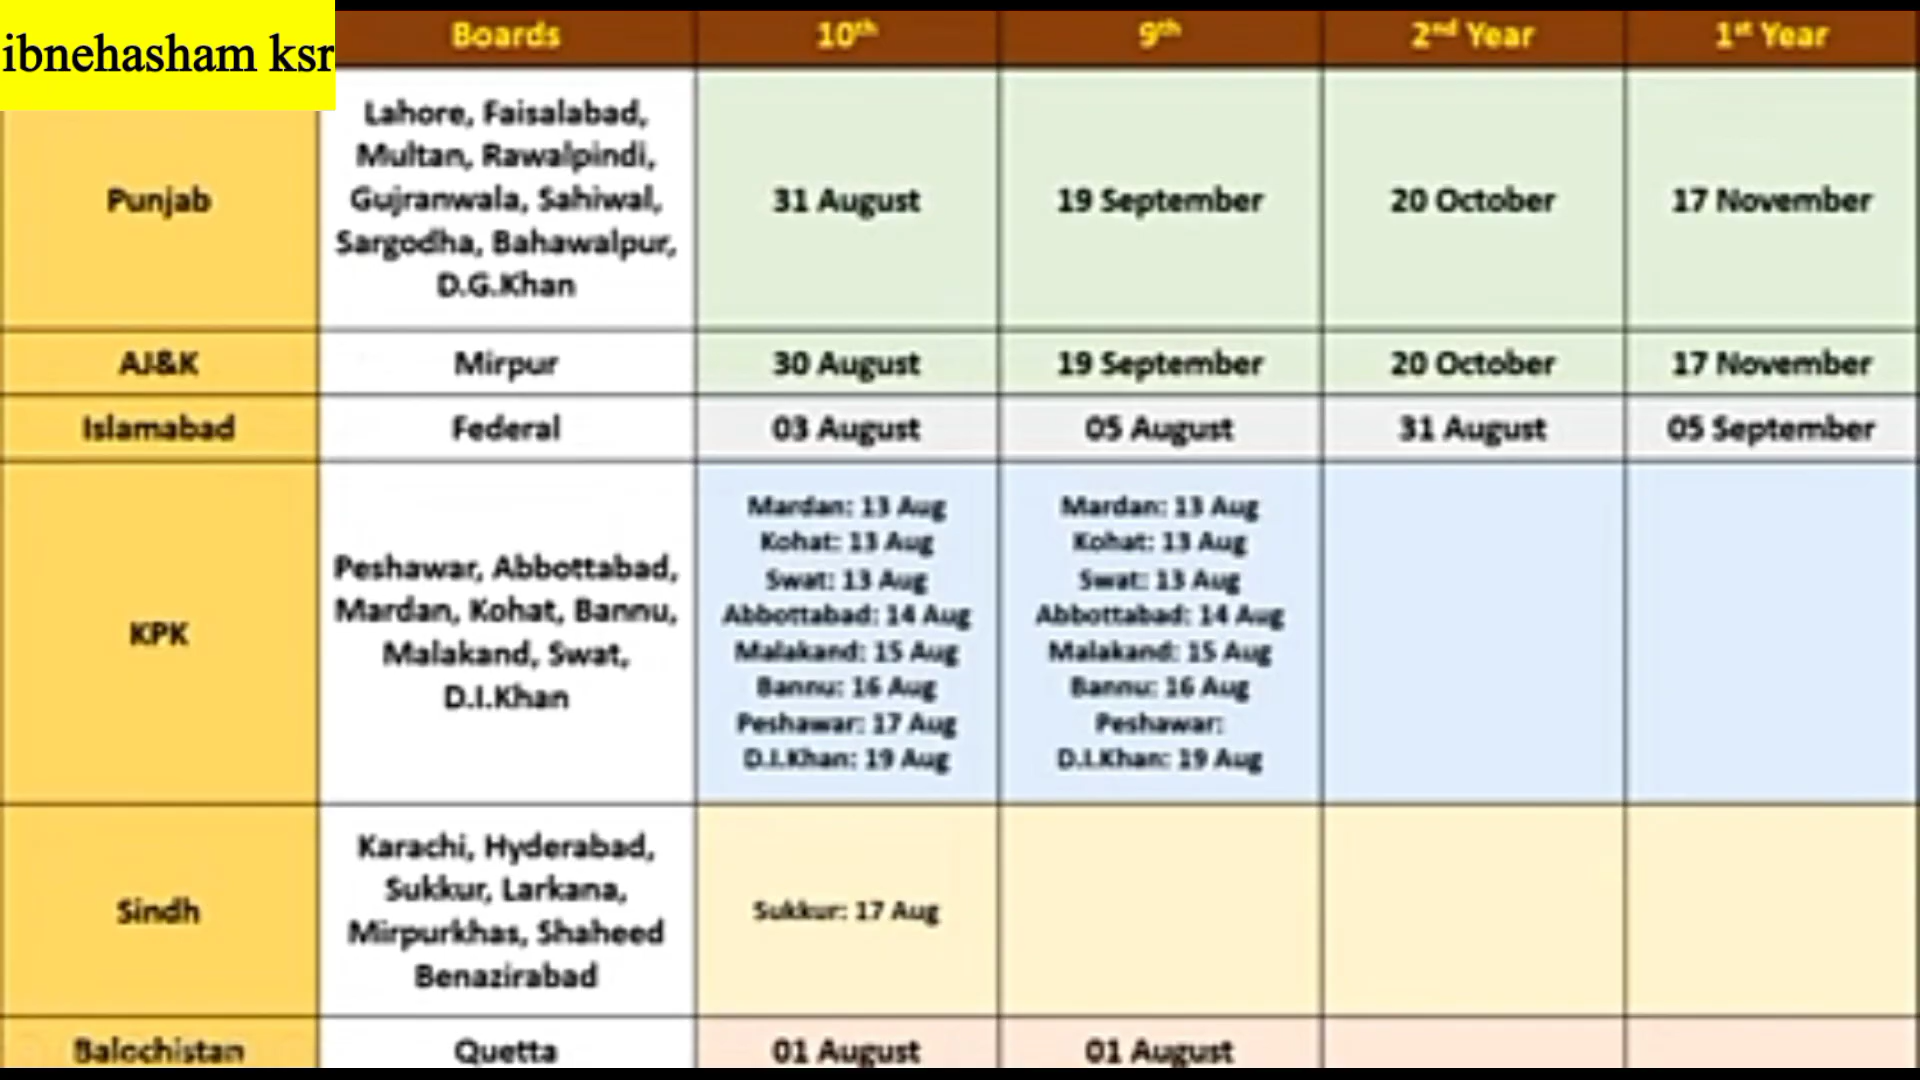 ibnehasham ksr
Boards
10th
9th
2nd Year
1st Year
Punjab
Lahore, Faisalabad,
Multan, Rawalpindi,
Gujranwala, Sahiwal,
Sargodha, Bahawalpur,
D.G.Khan
31 August
19 September
20 October
17 November
AJ&K
Mirpur
30 August
19 September
20 October
17 November
Islamabad
Federal
03 August
05 August
31 August
05 September
KPK
Peshawar, Abbottabad,
Mardan, Kohat, Bannu,
Malakand, Swat,
D.I.Khan
Mardan: 13 Aug
Kohat: 13 Aug
Swat: 13 Aug
Abbottabad: 14 Aug
Malakand: 15 Aug
Bannu: 16 Aug
Peshawar: 17 Aug
D.I.Khan: 19 Aug
Mardan: 13 Aug
Kohat: 13 Aug
Swat: 13 Aug
Abbottabad: 14 Aug
Malakand: 15 Aug
Bannu: 16 Aug
Peshawar:
D.I.Khan: 19 Aug
Sindh
Karachi, Hyderabad,
Sukkur, Larkana,
Mirpurkhas, Shaheed
Benazirabad
Sukkur: 17 Aug
Balochistan
Quetta
01 August
01 August